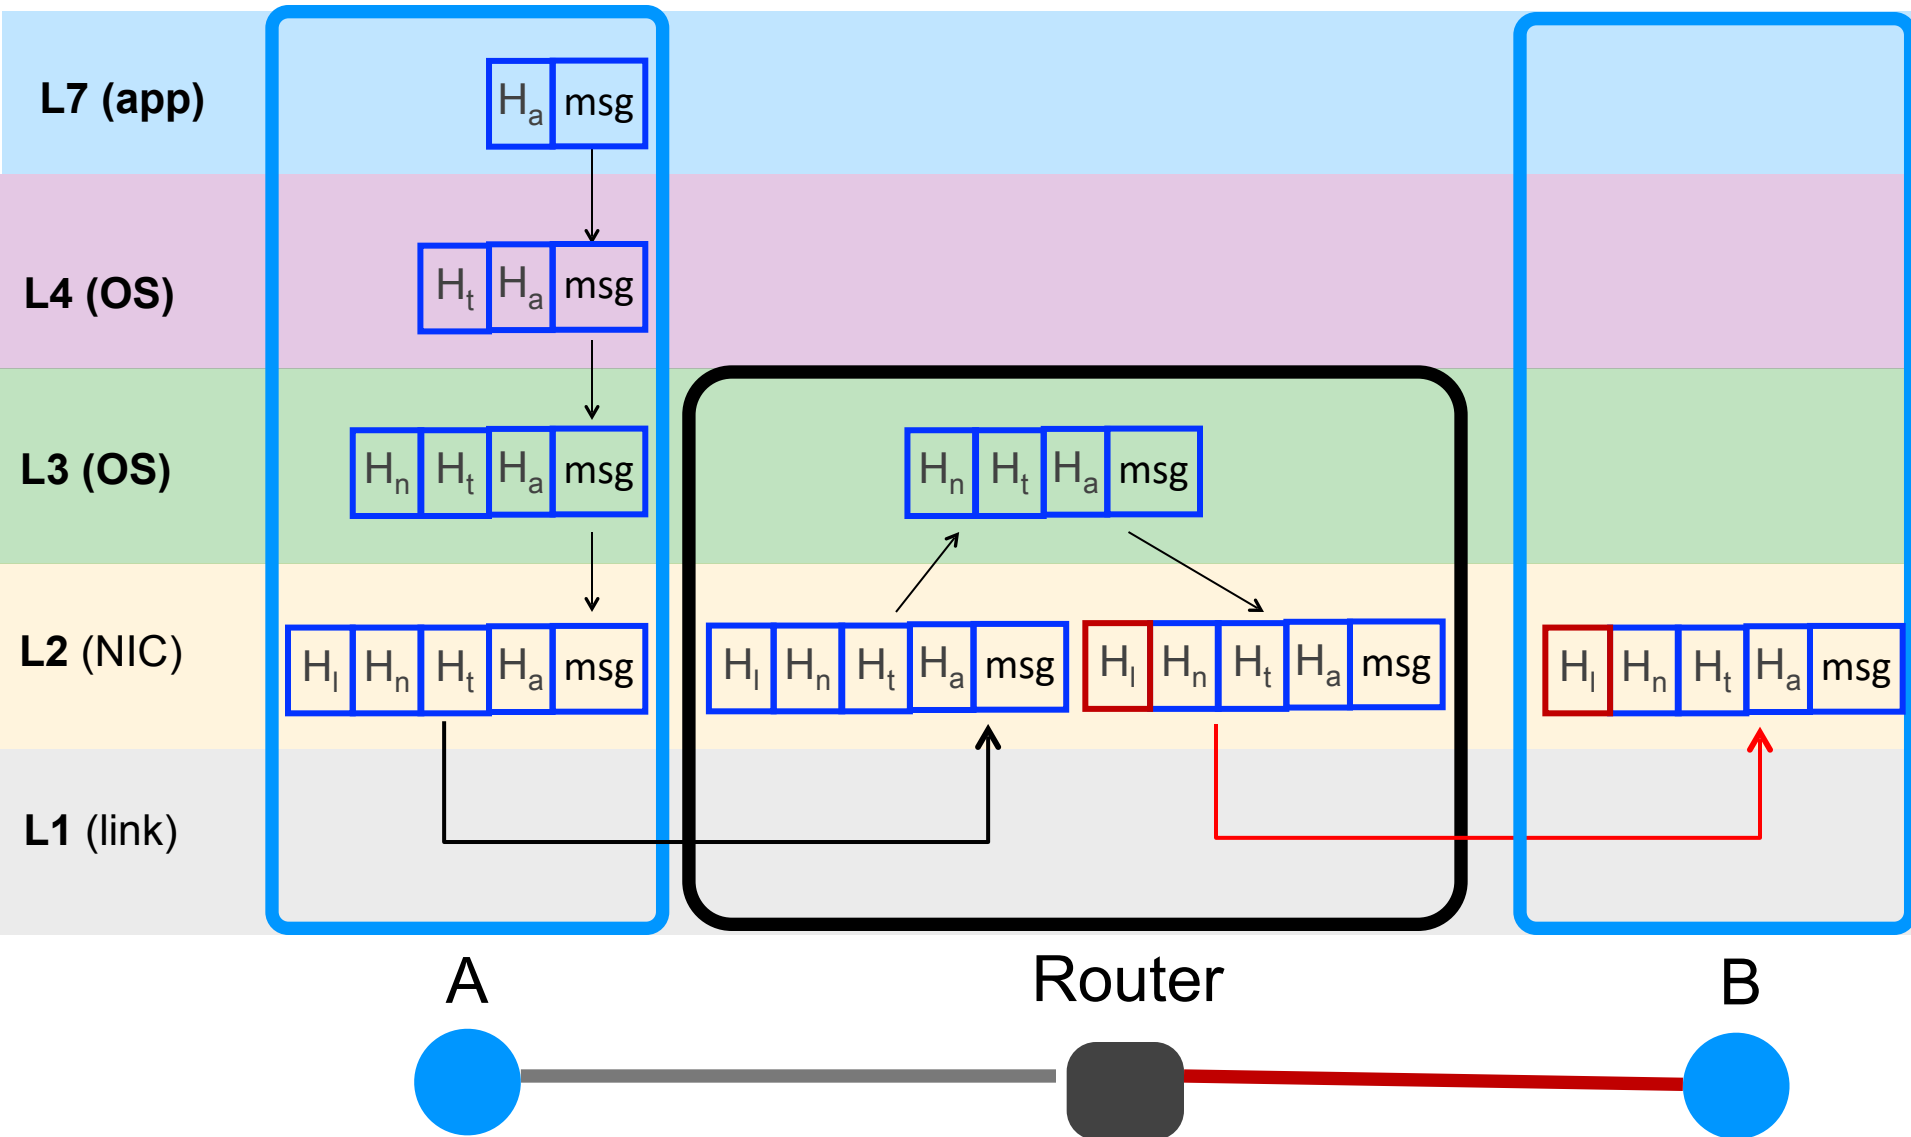 L7 (app)
Ha msg
L4 (OS)
Ht Ha msg
L3 (OS)
Hn Ht Ha msg
Hn Ht Ha msg
L2 (NIC)
Hl Hn Ht Ha msg
Hl Hn Ht Ha msg
Hl Hn Ht Ha msg
Hl Hn Ht Ha msg
L1 (link)
A
Router
B